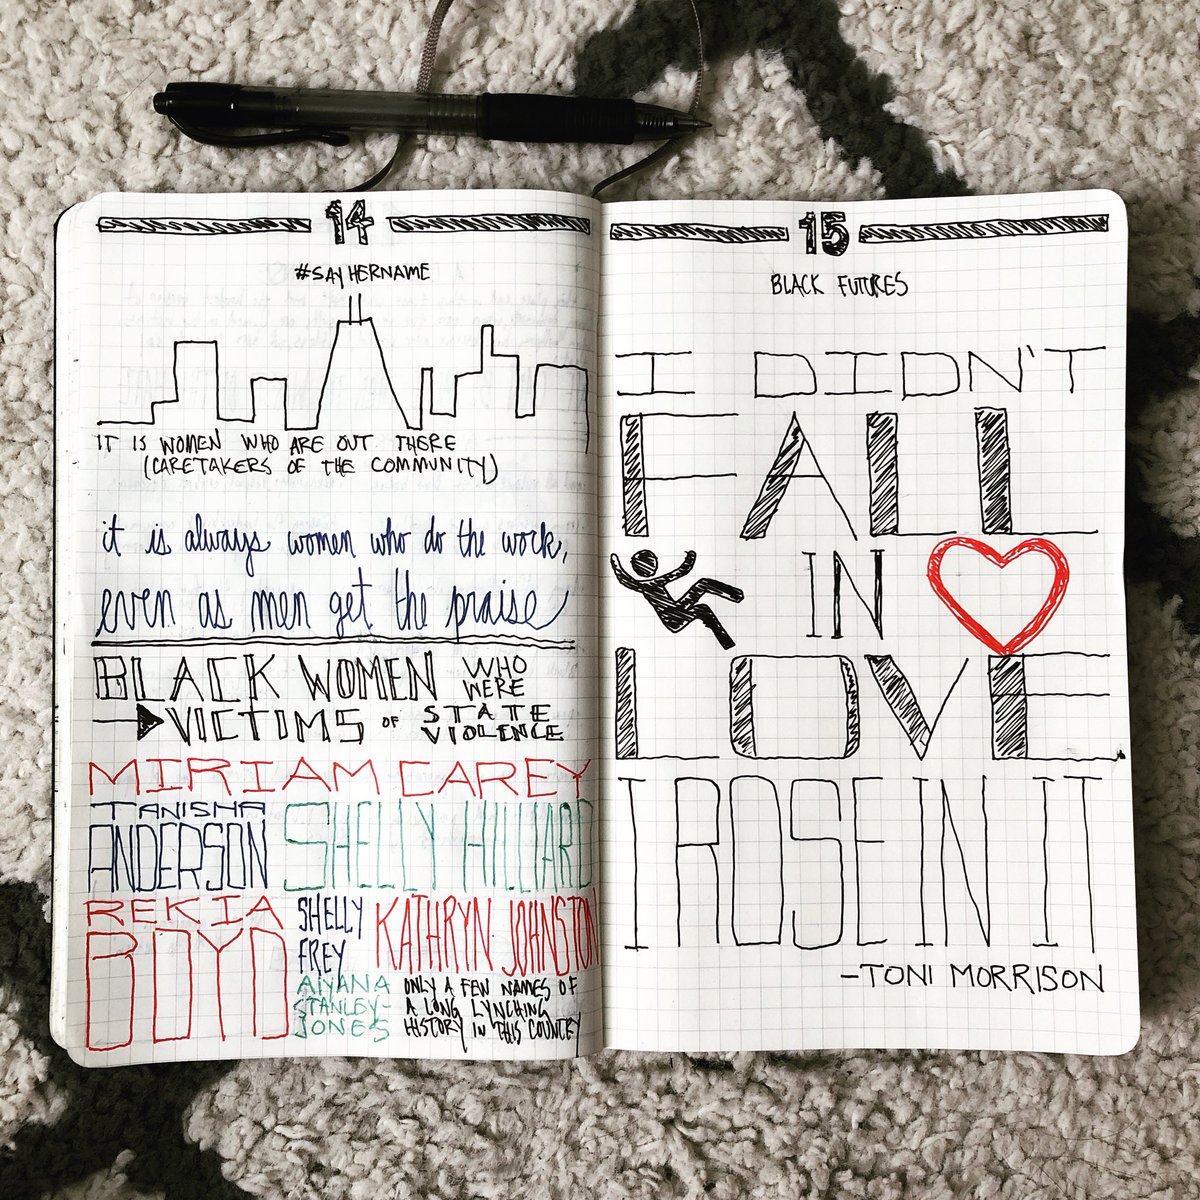 14
#SAYHERNAME
IT IS WOMEN WHO ARE OUT THERE
(CARETAKERS OF THE COMMUNITY)
it is always women who do the work,
even as men get the praise
BLACK WOMEN WHO
WERE
VICTIMS OF STATE
VIOLENCE
MIRIAM CAREY
TANISHA
ANDERSON
SHELLY HILLIARD
REKIA
BOYD
SHELLY
FREY
KATHRYN JOHNSTON
AIYANA
STANLEY-
JONES
ONLY A FEW NAMES OF
A LONG LYNCHING
HISTORY IN THIS COUNTRY
15
BLACK FUTURES
I DIDN'T
FALL
IN
LOVE
I ROSE IN IT
-TONI MORRISON